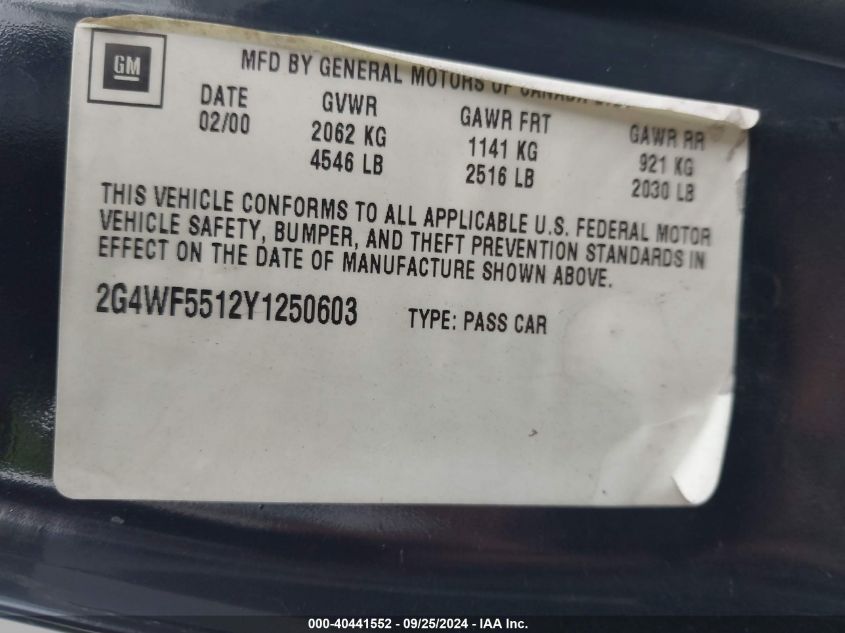 GM
MFD BY GENERAL MOTORS OF CANADA
DATE GVWR GAWR FRT GAWR RR
02/00 2062 KG 1141 KG 921 KG
4546 LB 2516 LB 2030 LB
THIS VEHICLE CONFORMS TO ALL APPLICABLE U.S. FEDERAL MOTOR
VEHICLE SAFETY, BUMPER, AND THEFT PREVENTION STANDARDS IN
EFFECT ON THE DATE OF MANUFACTURE SHOWN ABOVE.
2G4WF5512Y1250603 TYPE: PASS CAR
000-40441552 - 09/25/2024 - IAA Inc.